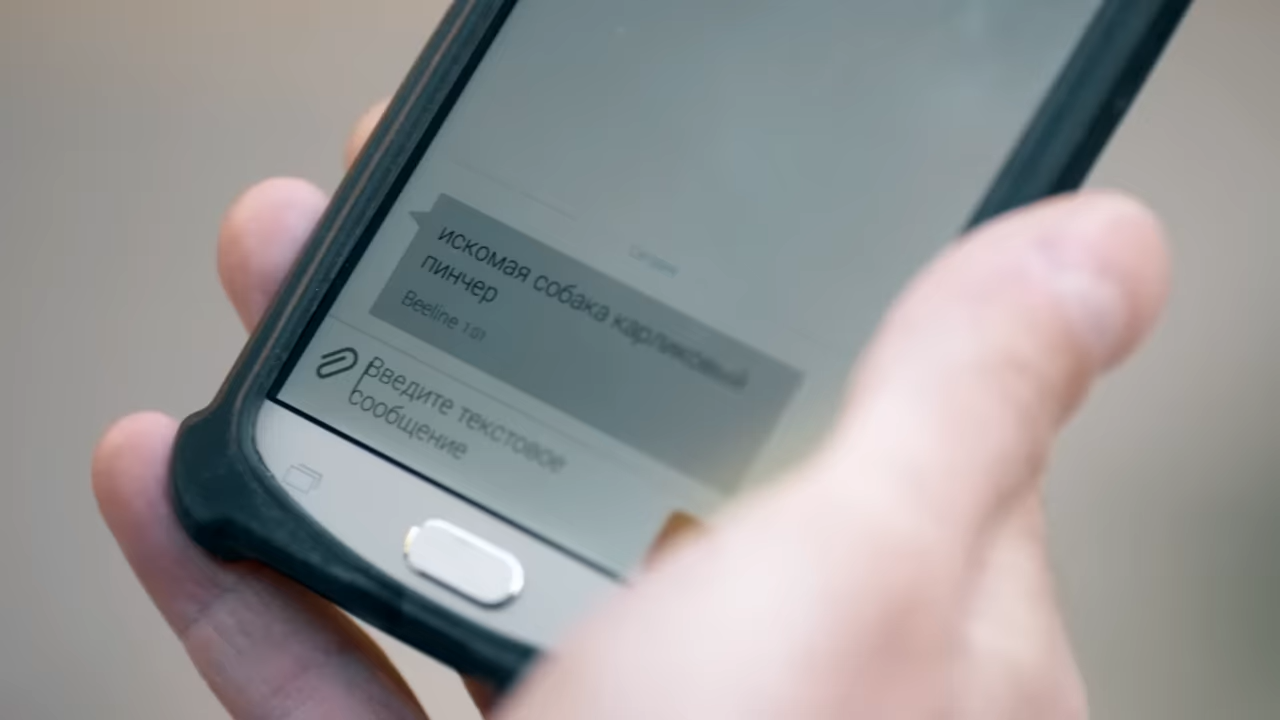 искомая собака карликовый
пинчер
Beeline 1:01
Введите текстовое
сообщение